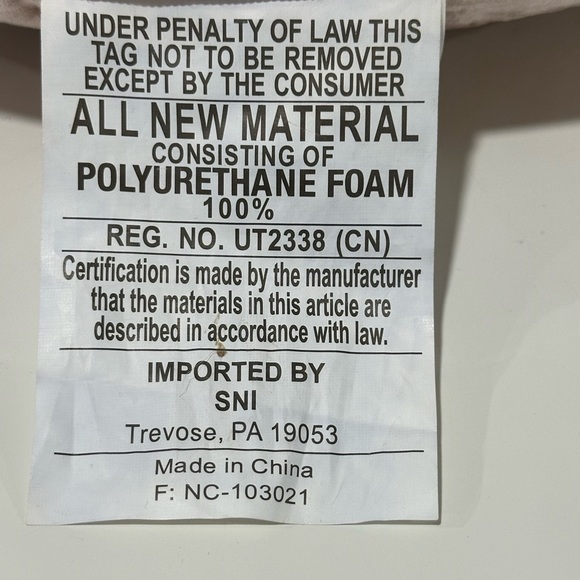 UNDER PENALTY OF LAW THIS
TAG NOT TO BE REMOVED
EXCEPT BY THE CONSUMER
ALL NEW MATERIAL
CONSISTING OF
POLYURETHANE FOAM
100%
REG. NO. UT2338 (CN)
Certification is made by the manufacturer
that the materials in this article are
described in accordance with law.
IMPORTED BY
SNI
Trevose, PA 19053
Made in China
F: NC-103021